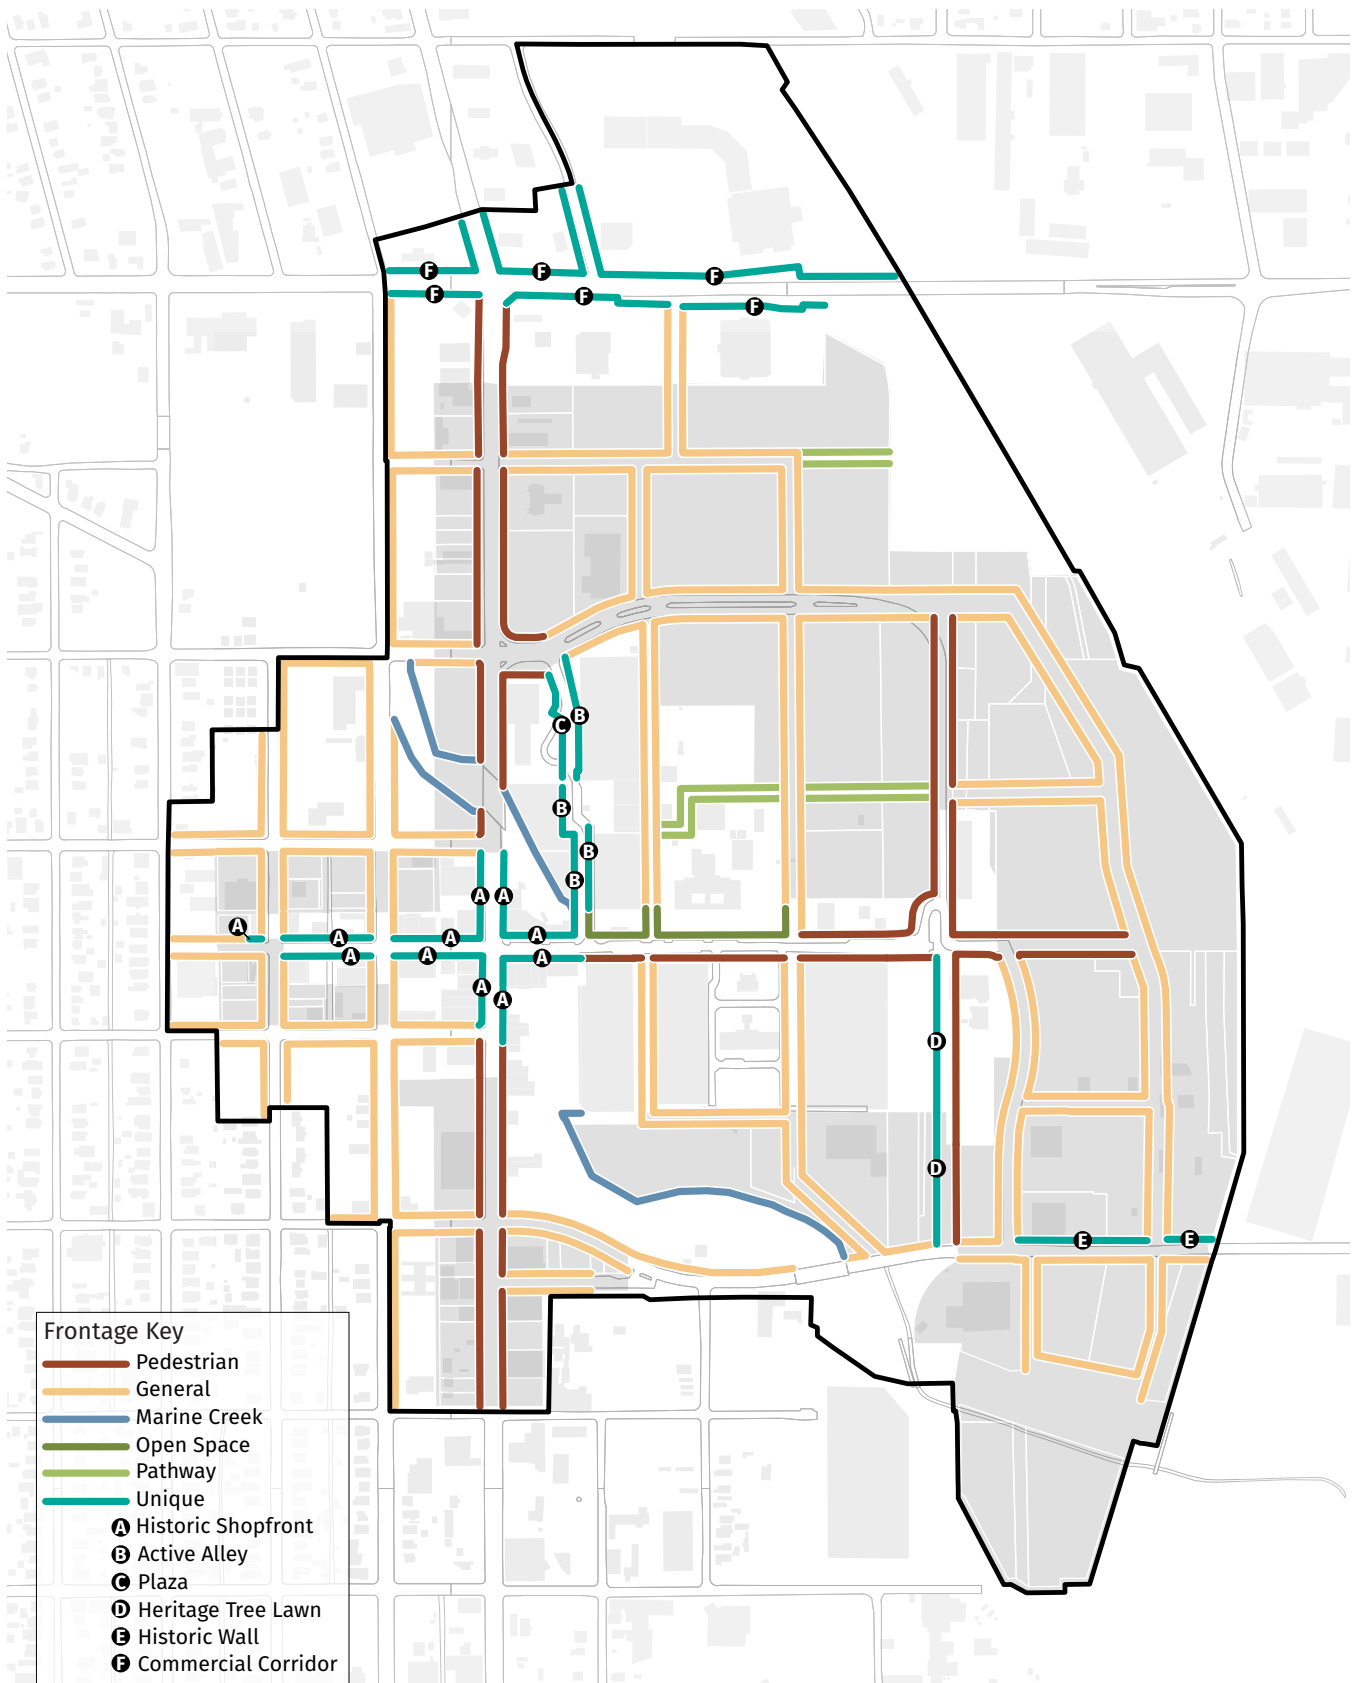 F
F
F
F
F
F
C
B
B
B
B
A
A
A
A
A
A
A
A
A
A
A
D
D
E
E
Frontage Key
Pedestrian
General
Marine Creek
Open Space
Pathway
Unique
A Historic Shopfront
B Active Alley
C Plaza
D Heritage Tree Lawn
E Historic Wall
F Commercial Corridor